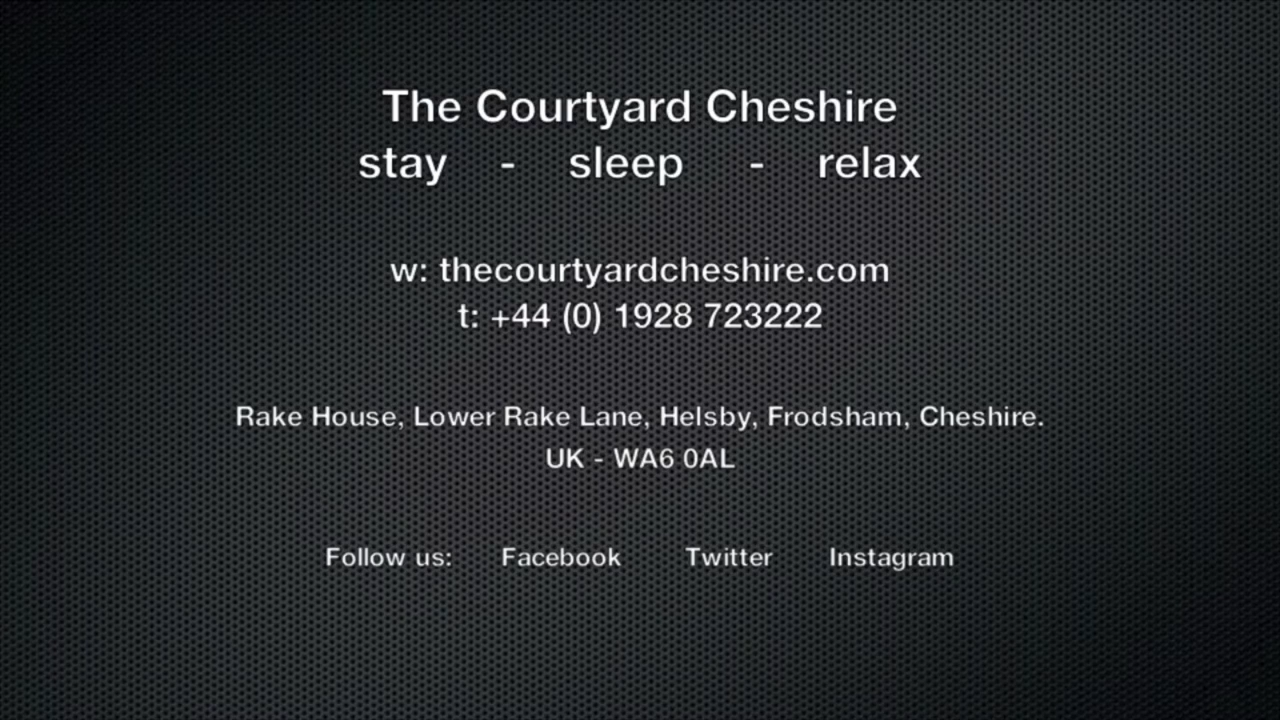 The Courtyard Cheshire
stay - sleep - relax
w: thecourtyardcheshire.com
t: +44 (0) 1928 723222
Rake House, Lower Rake Lane, Helsby, Frodsham, Cheshire.
UK - WA6 0AL
Follow us: Facebook Twitter Instagram